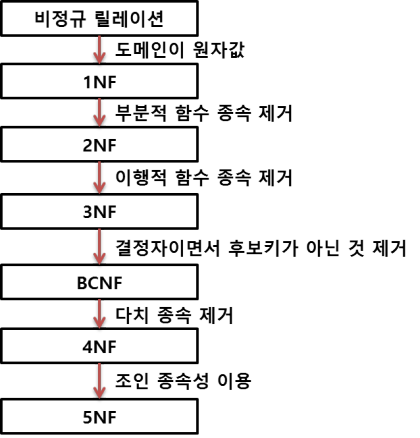 비정규 릴레이션
도메인이 원자값
1NF
부분적 함수 종속 제거
2NF
이행적 함수 종속 제거
3NF
결정자이면서 후보키가 아닌 것 제거
BCNF
다치 종속 제거
4NF
조인 종속성 이용
5NF